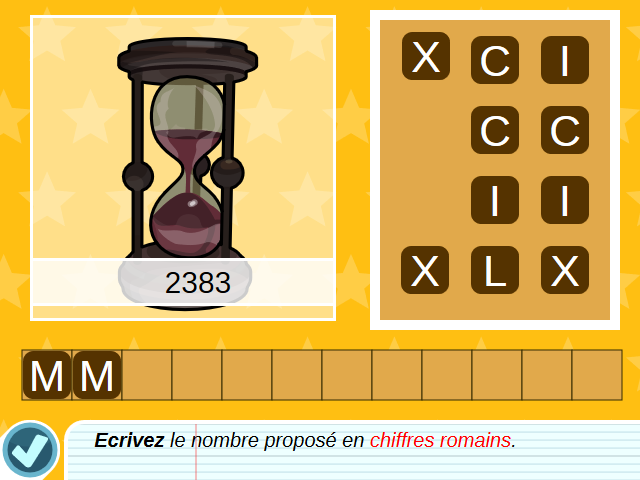 X C I
C C
I I
X L X
2383
M M
Ecrivez le nombre proposé en chiffres romains.